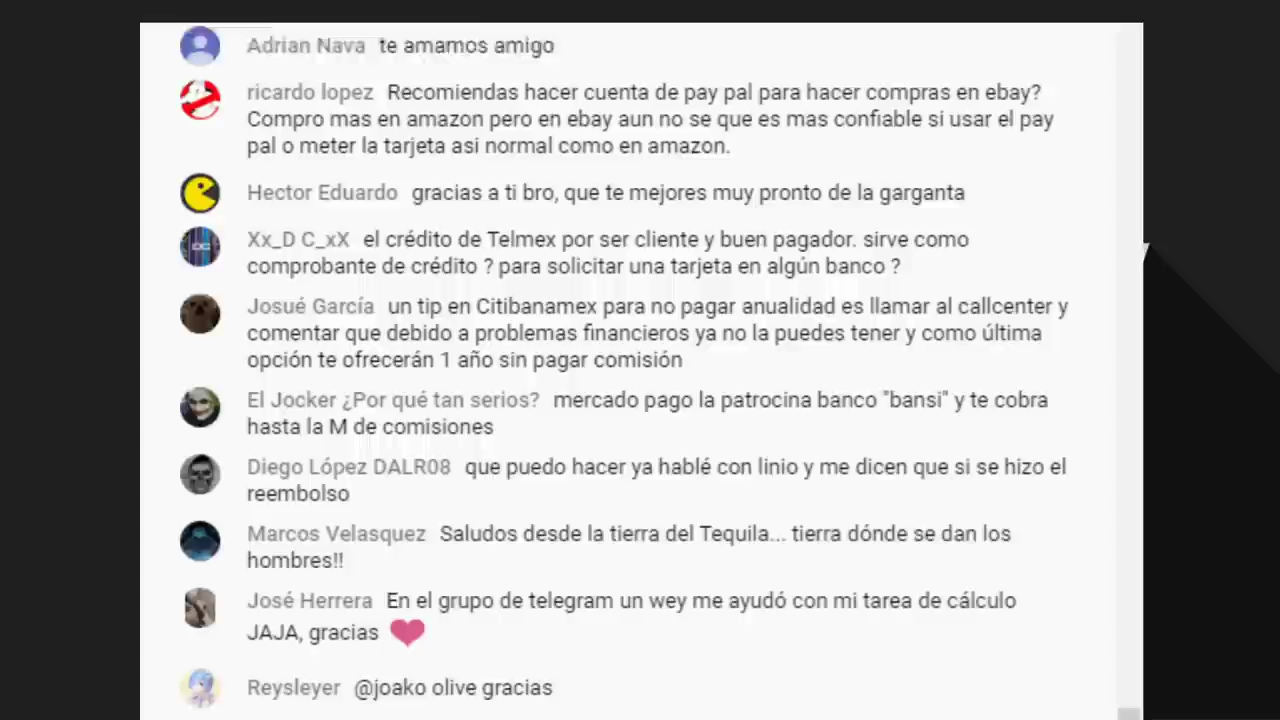 Adrian Nava te amamos amigo
ricardo lopez Recomiendas hacer cuenta de pay pal para hacer compras en ebay?
Compro mas en amazon pero en ebay aun no se que es mas confiable si usar el pay
pal o meter la tarjeta asi normal como en amazon.
Hector Eduardo gracias a ti bro, que te mejores muy pronto de la garganta
Xx_D C_xX el crédito de Telmex por ser cliente y buen pagador. sirve como
comprobante de crédito ? para solicitar una tarjeta en algún banco ?
Josué García un tip en Citibanamex para no pagar anualidad es llamar al callcenter y
comentar que debido a problemas financieros ya no la puedes tener y como última
opción te ofrecerán 1 año sin pagar comisión
El Jocker ¿Por qué tan serios? mercado pago la patrocina banco "bansi" y te cobra
hasta la M de comisiones
Diego López DALR08 que puedo hacer ya hablé con linio y me dicen que si se hizo el
reembolso
Marcos Velasquez Saludos desde la tierra del Tequila... tierra dónde se dan los
hombres!!
José Herrera En el grupo de telegram un wey me ayudó con mi tarea de cálculo
JAJA, gracias
Reysleyer @joako olive gracias